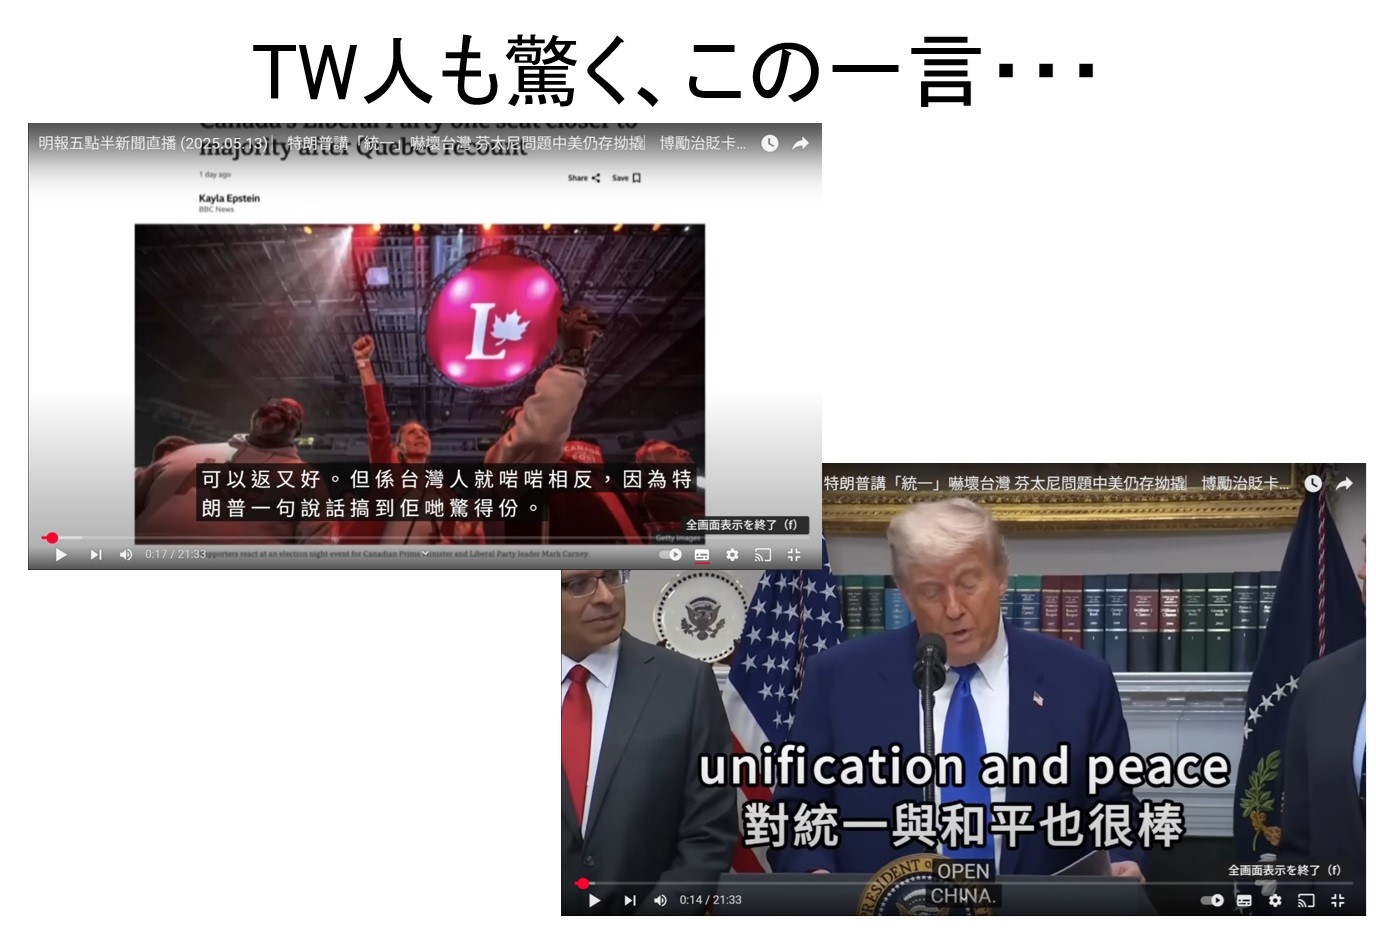 TW人も驚く、この一言・・・
Canada's Liberal Party one seat closer to
majority after Quebec recount
明報五點半新聞直播 (2025.05.13)| 特朗普講「統一」嚇壞台灣 芬太尼問題中美仍存拗撬| 博勵治貶卡…
1 day ago
Share
Save
Kayla Epstein
BBC News
L
可以返又好。但係台灣人就啱啱相反，因為特
朗普一句說話搞到佢哋驚得份。
全画面表示を終了（f）
Getty Images
0:17 / 21:33
pporters react at an election night event for Canadian Prime Minister and Liberal Party leader Mark Carney.
特朗普講「統一」嚇壞台灣 芬太尼問題中美仍存拗撬| 博勵治貶卡…
unification and peace
對統一與和平也很棒
PRESIDENT
OPEN
CHINA.
全画面表示を終了（f）
0:14 / 21:33